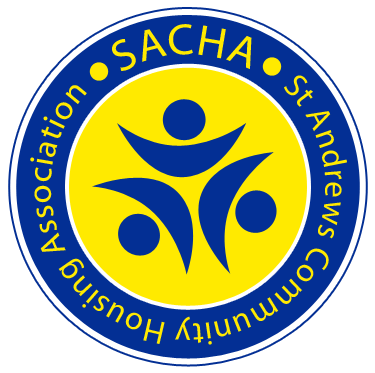 SACHA
St Andrews Community Housing Association